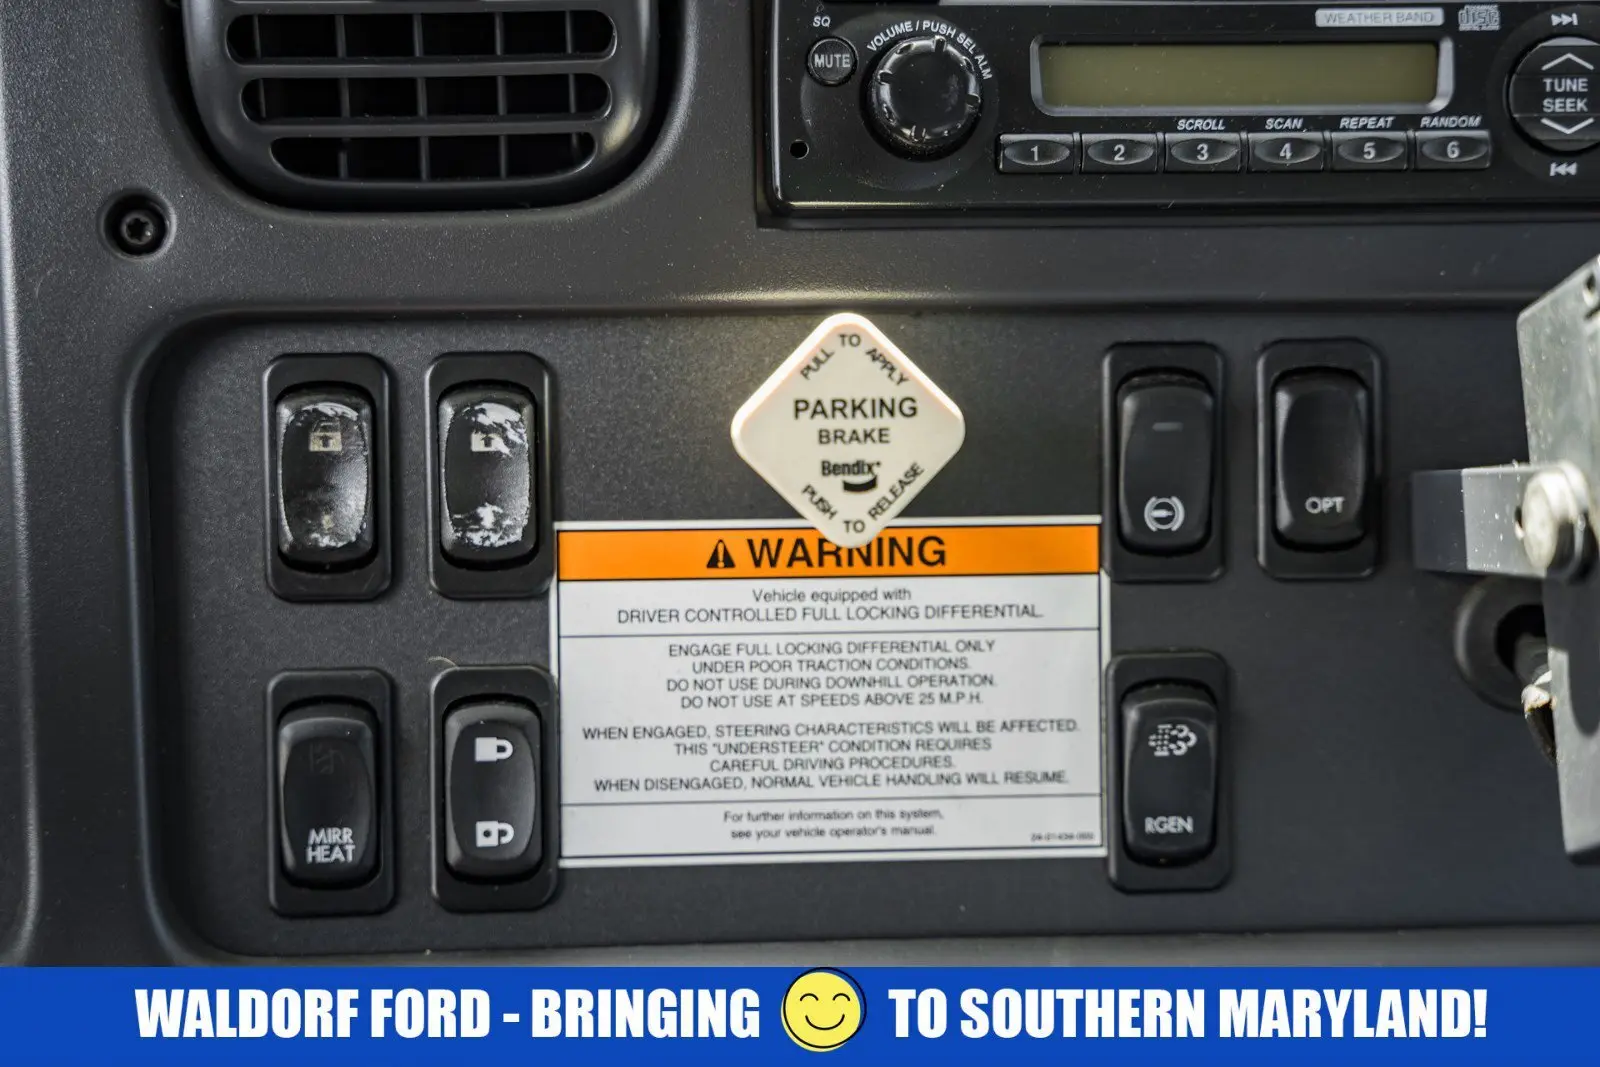 SQ
MUTE
VOLUME / PUSH SEL ALM
WEATHER BAND
COMPACT disc
TUNE
SEEK
SCROLL SCAN REPEAT RANDOM
1 2 3 4 5 6
PULL TO APPLY
PARKING
BRAKE
Bendix
PUSH TO RELEASE
OPT
WARNING
Vehicle equipped with
DRIVER CONTROLLED FULL LOCKING DIFFERENTIAL.
ENGAGE FULL LOCKING DIFFERENTIAL ONLY
UNDER POOR TRACTION CONDITIONS.
DO NOT USE DURING DOWNHILL OPERATION.
DO NOT USE AT SPEEDS ABOVE 25 M.P.H.
WHEN ENGAGED, STEERING CHARACTERISTICS WILL BE AFFECTED.
THIS "UNDERSTEER" CONDITION REQUIRES
CAREFUL DRIVING PROCEDURES.
WHEN DISENGAGED, NORMAL VEHICLE HANDLING WILL RESUME.
For further information on this system,
see your vehicle operator's manual.
MIRR
HEAT
RGEN
WALDORF FORD - BRINGING TO SOUTHERN MARYLAND!